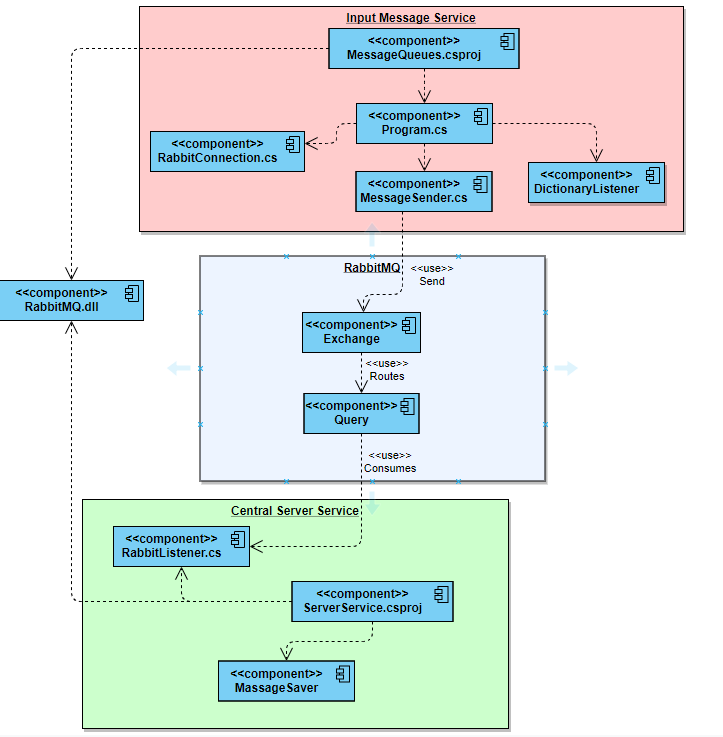 Input Message Service
<<component>>
MessageQueues.csproj
<<component>>
Program.cs
<<component>>
RabbitConnection.cs
<<component>>
MessageSender.cs
<<component>>
DictionaryListener
<<component>>
RabbitMQ.dll
RabbitMQ
<<use>>
Send
<<component>>
Exchange
<<use>>
Routes
<<component>>
Query
<<use>>
Consumes
Central Server Service
<<component>>
RabbitListener.cs
<<component>>
ServerService.csproj
<<component>>
MassageSaver